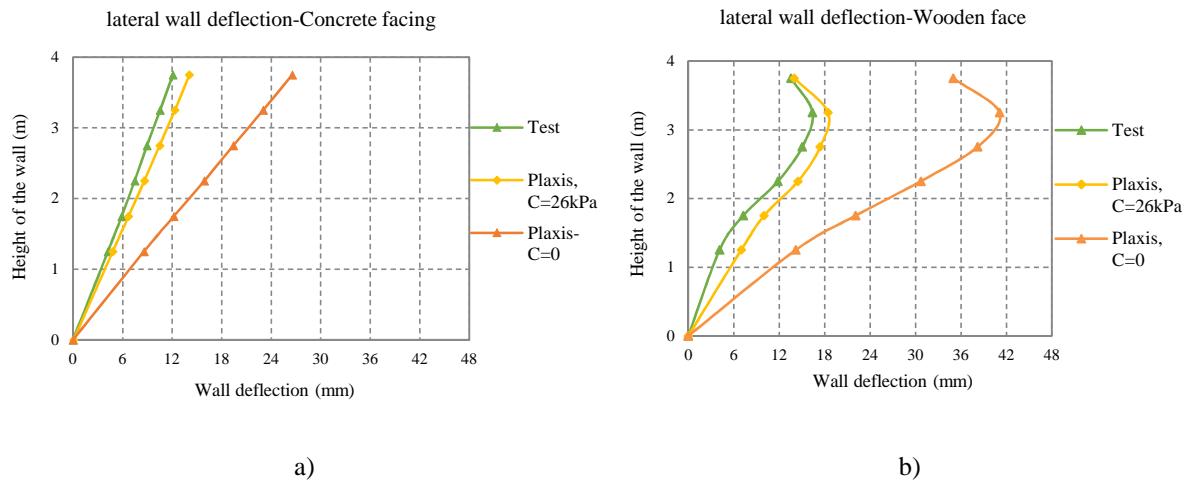 lateral wall deflection-Concrete facing
4
3
2
1
0
Height of the wall (m)
0 6 12 18 24 30 36 42 48
Wall deflection (mm)
Test
Plaxis,
C=26kPa
Plaxis-
C=0
a)
lateral wall deflection-Wooden face
4
3
2
1
0
Height of the wall (m)
0 6 12 18 24 30 36 42 48
Wall deflection (mm)
Test
Plaxis,
C=26kPa
Plaxis,
C=0
b)